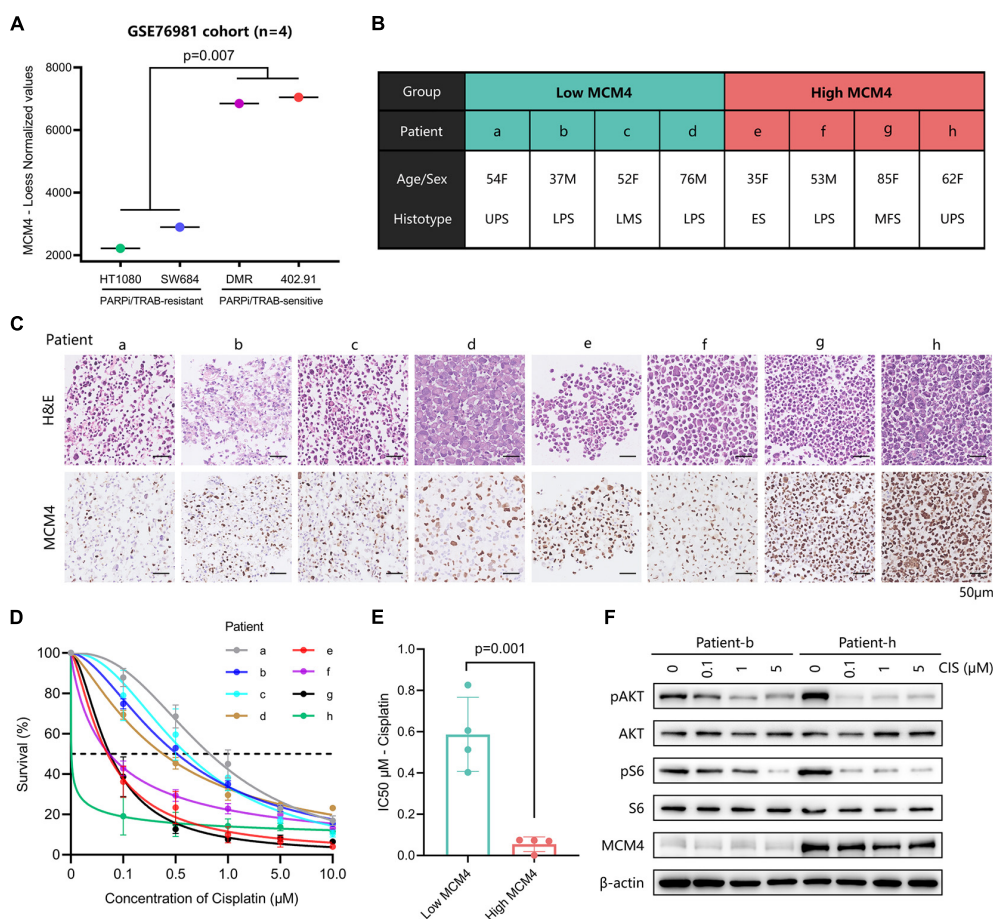 A
GSE76981 cohort (n=4)
p=0.007
MCM4 - Loess Normalized values
8000
6000
4000
2000
HT1080 SW684 DMR 402.91
PARPi/TRAB-resistant PARPi/TRAB-sensitive
B
Group Low MCM4 High MCM4
Patient a b c d e f g h
Age/Sex 54F 37M 52F 76M 35F 53M 85F 62F
Histotype UPS LPS LMS LPS ES LPS MFS UPS
C
Patient a b c d e f g h
H&E
MCM4
50μm
D
Patient
a e
b f
c g
d h
Survival (%)
100
80
60
40
20
0
0 0.1 0.5 1.0 5.0 10.0
Concentration of Cisplatin (μM)
E
p=0.001
IC50 μM - Cisplatin
1.0
0.8
0.6
0.4
0.2
0.0
Low MCM4 High MCM4
F
Patient-b Patient-h
0 0.1 1 5 0 0.1 1 5 CIS (μM)
pAKT
AKT
pS6
S6
MCM4
β-actin